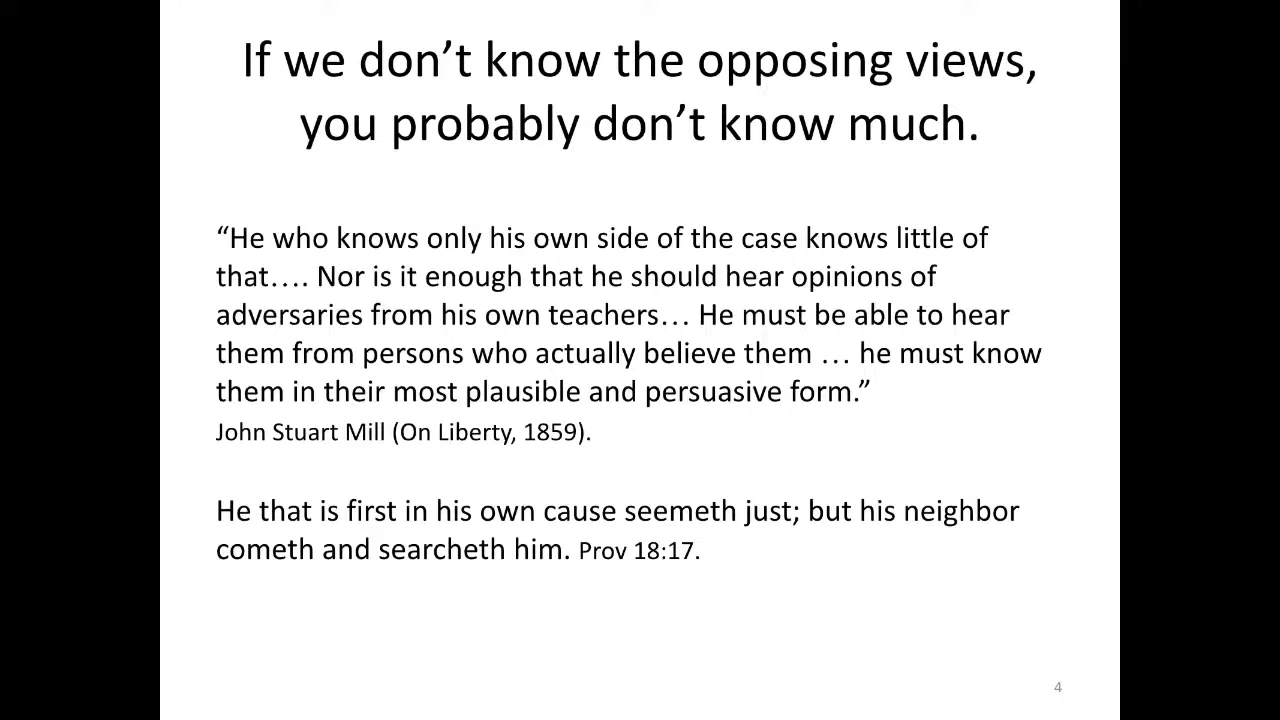 If we don’t know the opposing views,
you probably don’t know much.
“He who knows only his own side of the case knows little of
that…. Nor is it enough that he should hear opinions of
adversaries from his own teachers… He must be able to hear
them from persons who actually believe them … he must know
them in their most plausible and persuasive form.”
John Stuart Mill (On Liberty, 1859).
He that is first in his own cause seemeth just; but his neighbor
cometh and searcheth him. Prov 18:17.
4